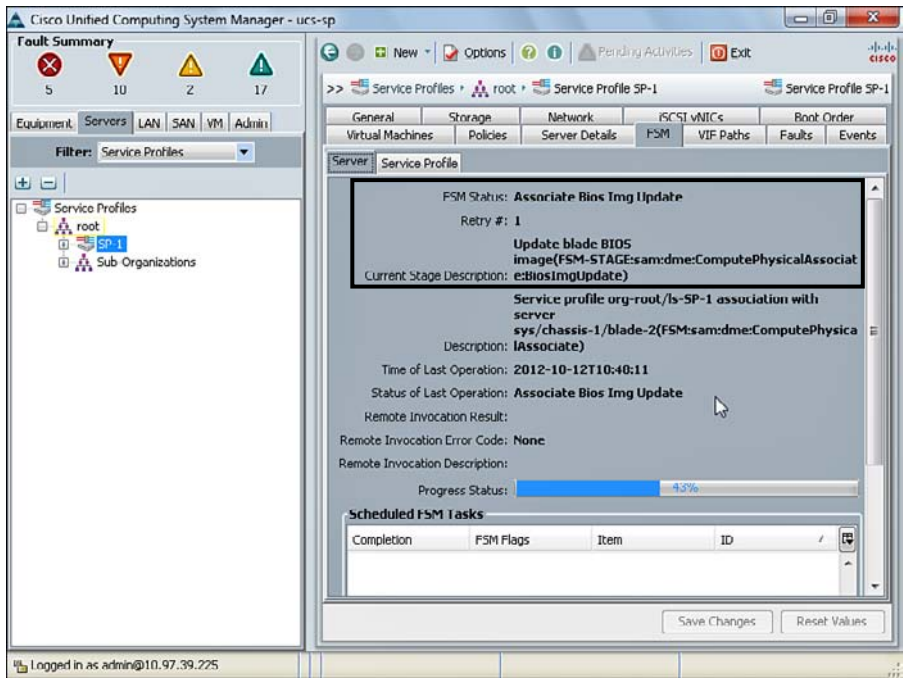 Cisco Unified Computing System Manager - ucs-sp
Fault Summary
5 10 2 17
New Options Pending Activities Exit
CISCO
>> Service Profiles root Service Profile SP-1 Service Profile SP-1
Equipment Servers LAN SAN VM Admin
Filter: Service Profiles
Service Profiles
root
SP-1
Sub-Organizations
General Storage Network iSCSI vNICs Boot Order
Virtual Machines Policies Server Details FSM VIF Paths Faults Events
Server Service Profile
FSM Status: Associate Bios Img Update
Retry #: 1
Current Stage Description: Update blade BIOS
image(FSM-STAGE:sam:dme:ComputePhysicalAssociat
e:BiosImgUpdate)
Description: Service profile org-root/ls-SP-1 association with
server
sys/chassis-1/blade-2(FSM:sam:dme:ComputePhysica
lAssociate)
Time of Last Operation: 2012-10-12T10:40:11
Status of Last Operation: Associate Bios Img Update
Remote Invocation Result:
Remote Invocation Error Code: None
Remote Invocation Description:
Progress Status: 43%
Scheduled FSM Tasks
Completion FSM Flags Item ID
Save Changes Reset Values
Logged in as admin@10.97.39.225